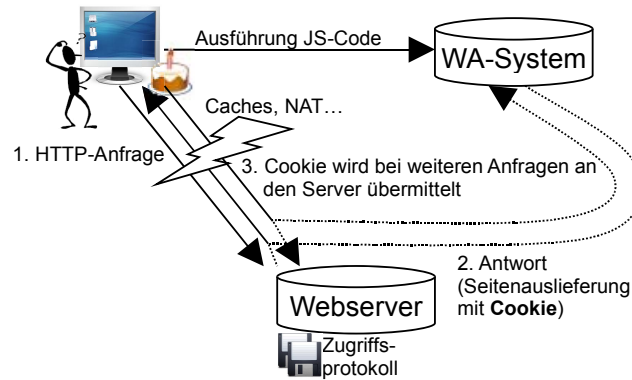 Ausführung JS-Code
WA-System
Caches, NAT…
1. HTTP-Anfrage
3. Cookie wird bei weiteren Anfragen an
den Server übermittelt
2. Antwort
(Seitenauslieferung
mit Cookie)
Webserver
Zugriffs-
protokoll